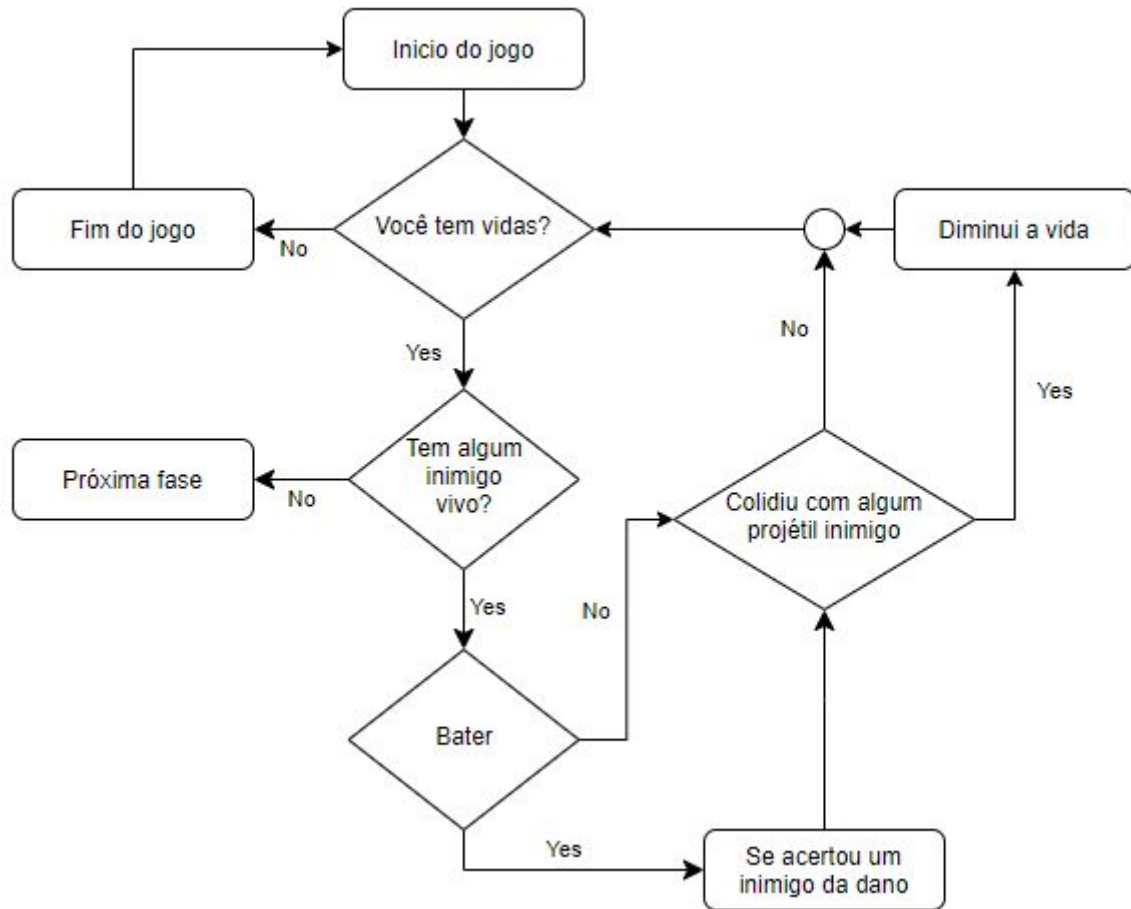 Inicio do jogo
Fim do jogo
No
Você tem vidas?
Diminui a vida
Yes
No
Yes
Próxima fase
No
Tem algum
inimigo
vivo?
Colidiu com algum
projétil inimigo
Yes
No
Bater
Yes
Se acertou um
inimigo da dano